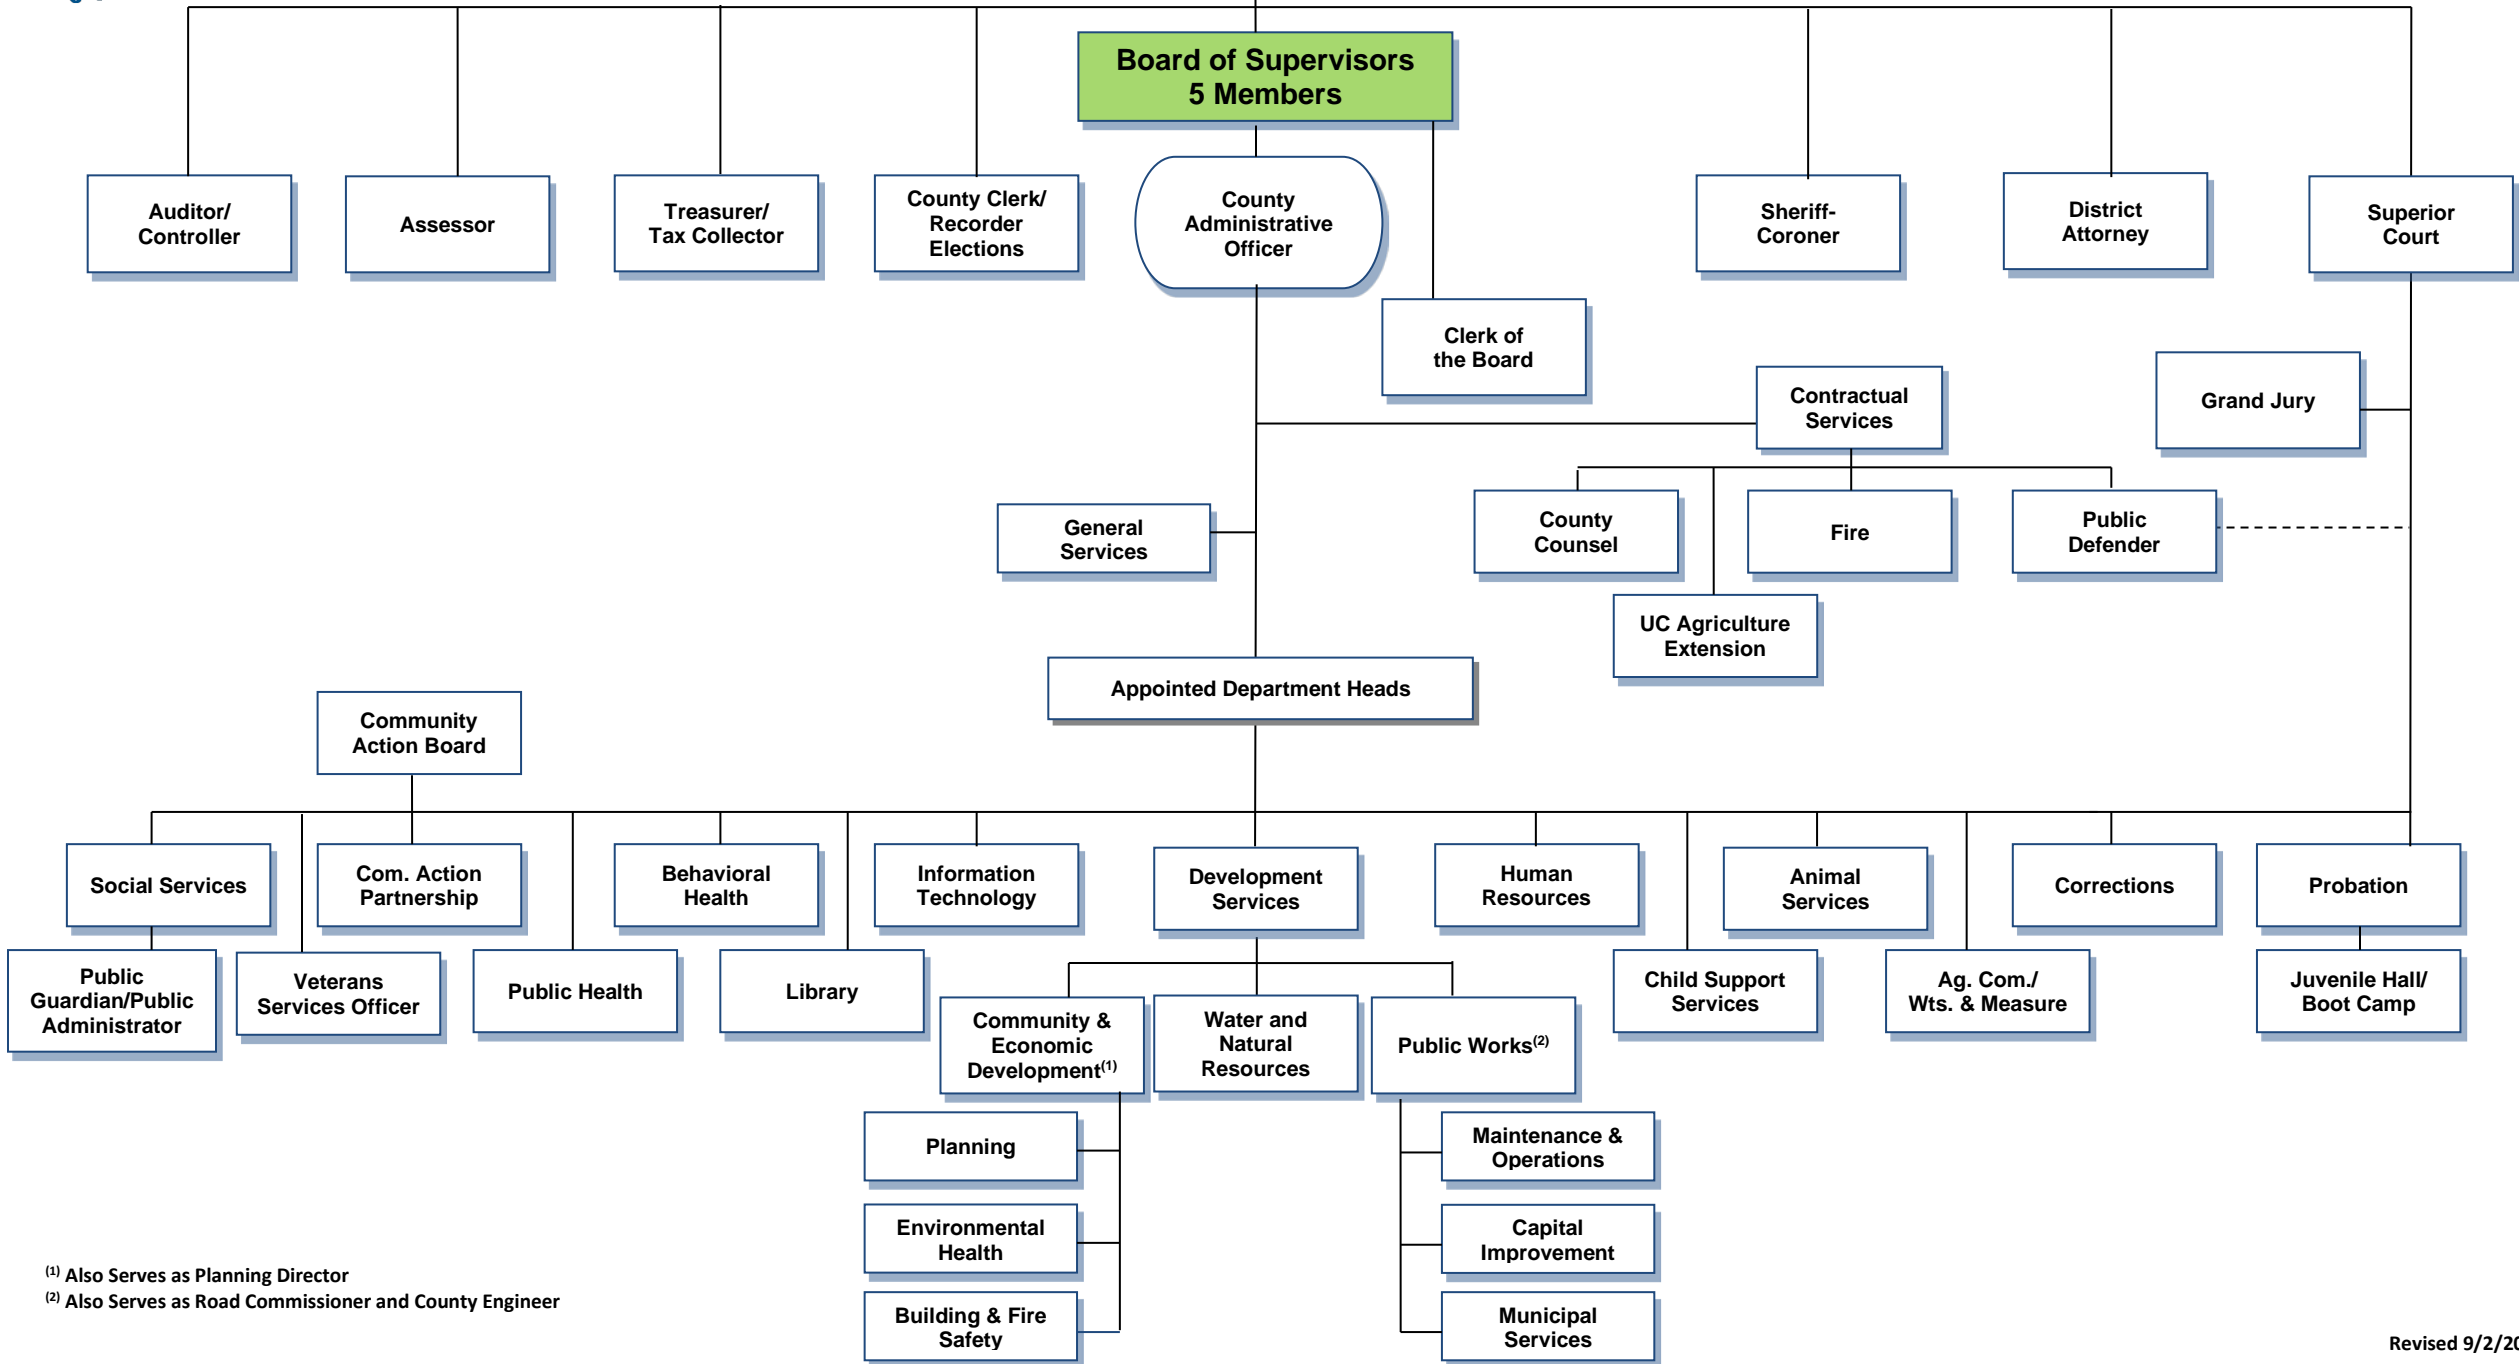 Board of Supervisors
5 Members
Auditor/
Controller
Assessor
Treasurer/
Tax Collector
County Clerk/
Recorder
Elections
County
Administrative
Officer
Sheriff-
Coroner
District
Attorney
Superior
Court
Clerk of
the Board
Contractual
Services
Grand Jury
General
Services
County
Counsel
Fire
Public
Defender
UC Agriculture
Extension
Appointed Department Heads
Community
Action Board
Social Services
Com. Action
Partnership
Behavioral
Health
Information
Technology
Development
Services
Human
Resources
Animal
Services
Corrections
Probation
Public
Guardian/Public
Administrator
Veterans
Services Officer
Public Health
Library
Community &
Economic
Development(1)
Water and
Natural
Resources
Public Works(2)
Child Support
Services
Ag. Com./
Wts. & Measure
Juvenile Hall/
Boot Camp
Planning
Maintenance &
Operations
Environmental
Health
Capital
Improvement
Building & Fire
Safety
Municipal
Services
(1) Also Serves as Planning Director
(2) Also Serves as Road Commissioner and County Engineer
Revised 9/2/20